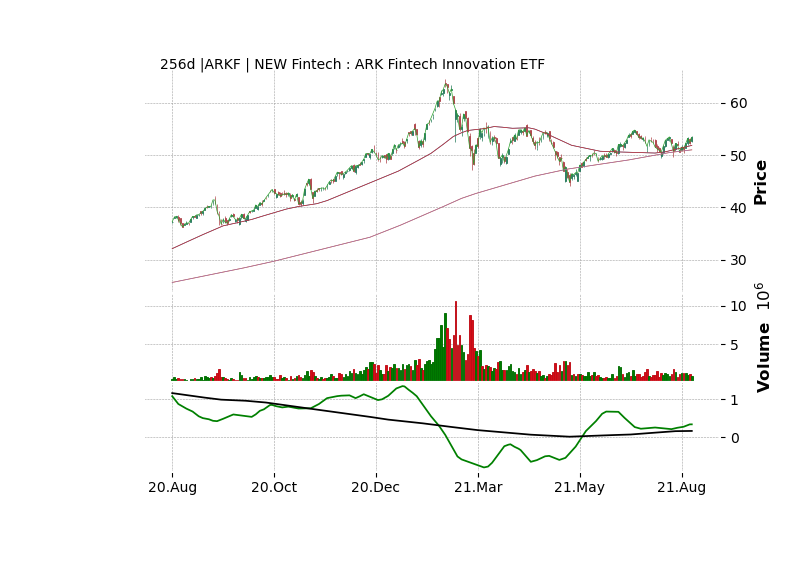 256d |ARKF | NEW Fintech : ARK Fintech Innovation ETF
60
50
40
30
Price
10
5
Volume 10^6
1
0
20.Aug 20.Oct 20.Dec 21.Mar 21.May 21.Aug